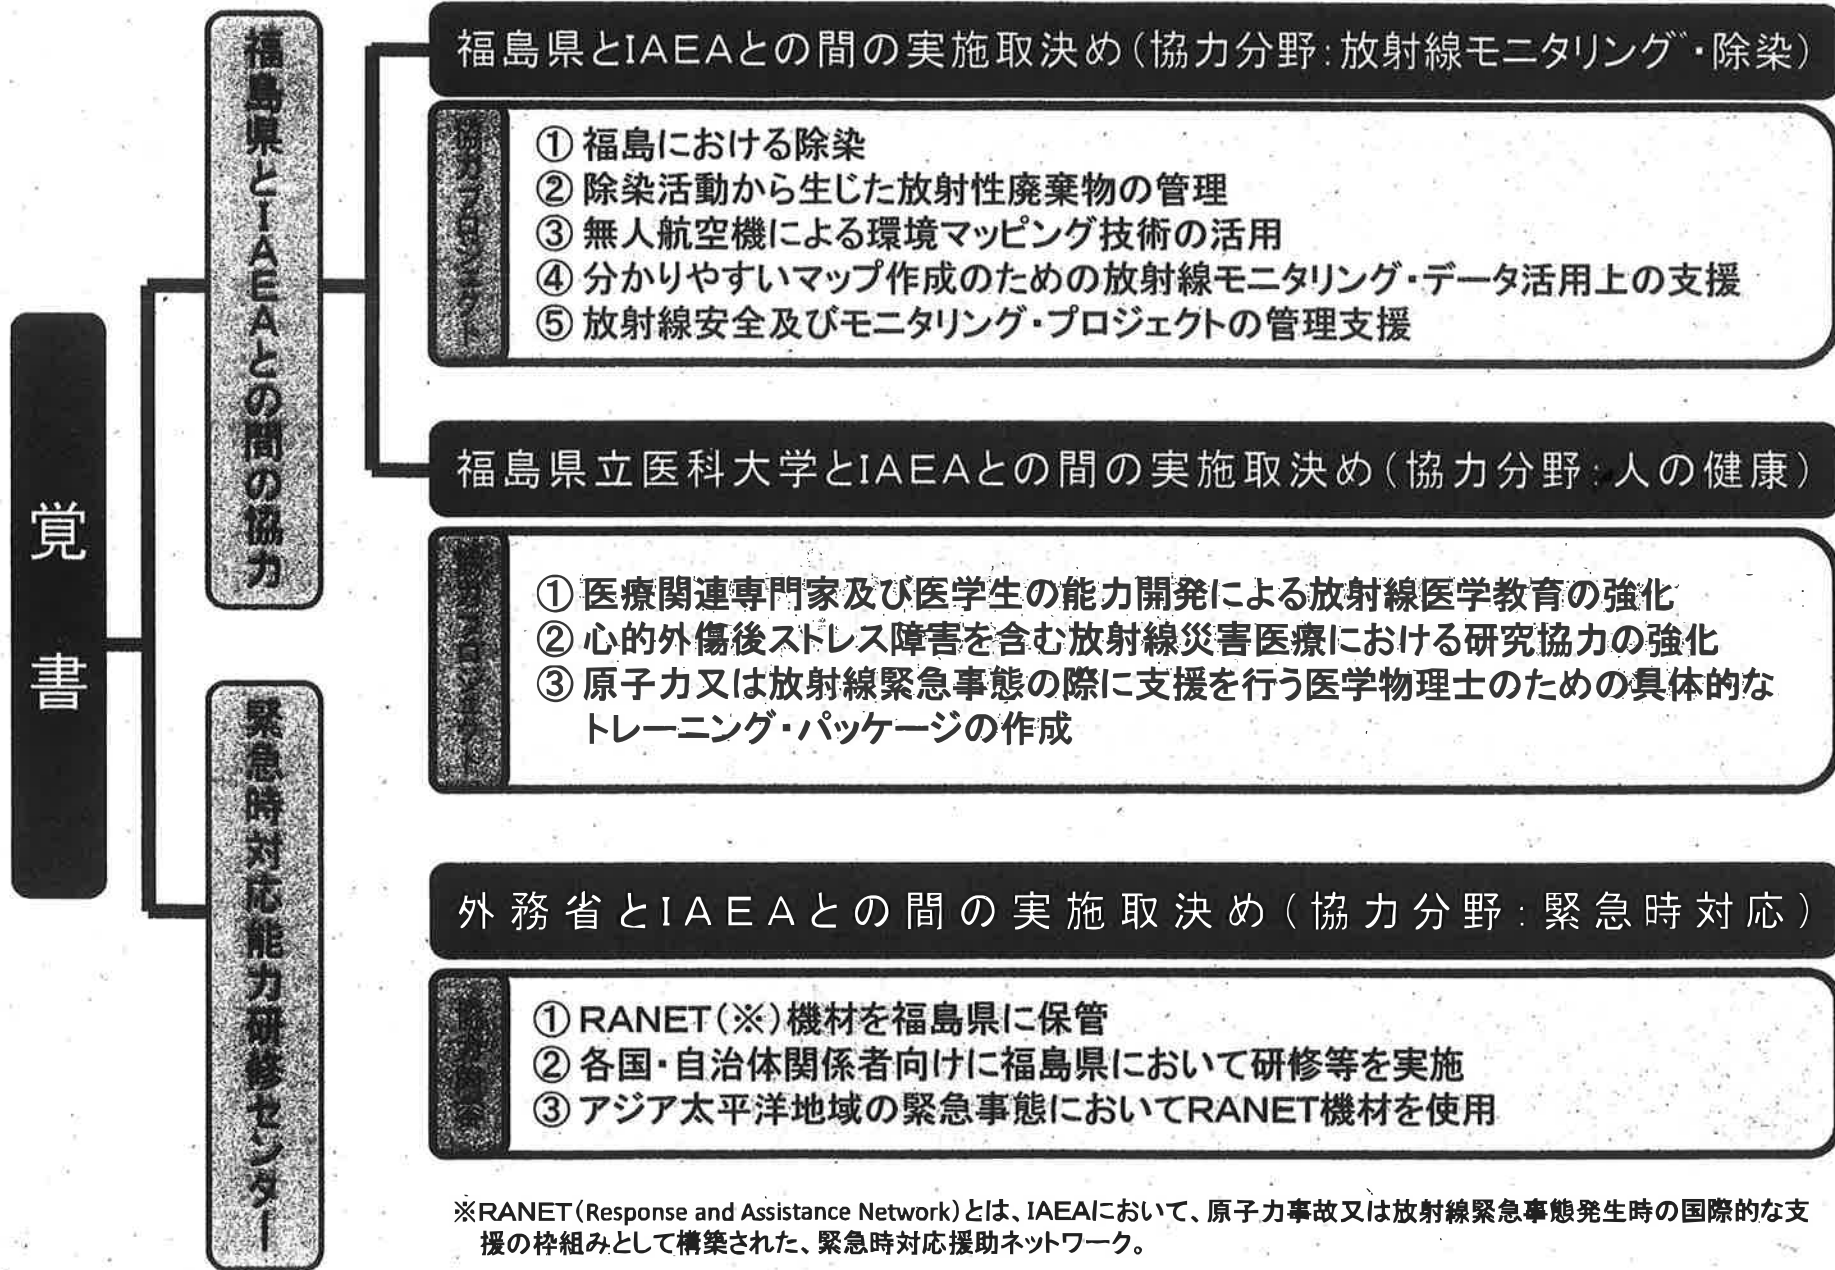 覚書
福島県とIAEAとの間の協力
福島県とIAEAとの間の実施取決め（協力分野：放射線モニタリング・除染）
協力プロジェクト
① 福島における除染
② 除染活動から生じた放射性廃棄物の管理
③ 無人航空機による環境マッピング技術の活用
④ 分かりやすいマップ作成のための放射線モニタリング・データ活用上の支援
⑤ 放射線安全及びモニタリング・プロジェクトの管理支援
福島県立医科大学とIAEAとの間の実施取決め（協力分野：人の健康）
協力プロジェクト
① 医療関連専門家及び医学生の能力開発による放射線医学教育の強化
② 心的外傷後ストレス障害を含む放射線災害医療における研究協力の強化
③ 原子力又は放射線緊急事態の際に支援を行う医学物理士のための具体的な
トレーニング・パッケージの作成
緊急時対応能力研修センター
外務省とIAEAとの間の実施取決め（協力分野：緊急時対応）
① RANET（※）機材を福島県に保管
② 各国・自治体関係者向けに福島県において研修等を実施
③ アジア太平洋地域の緊急事態においてRANET機材を使用
※RANET（Response and Assistance Network）とは、IAEAにおいて、原子力事故又は放射線緊急事態発生時の国際的な支
援の枠組みとして構築された、緊急時対応援助ネットワーク。